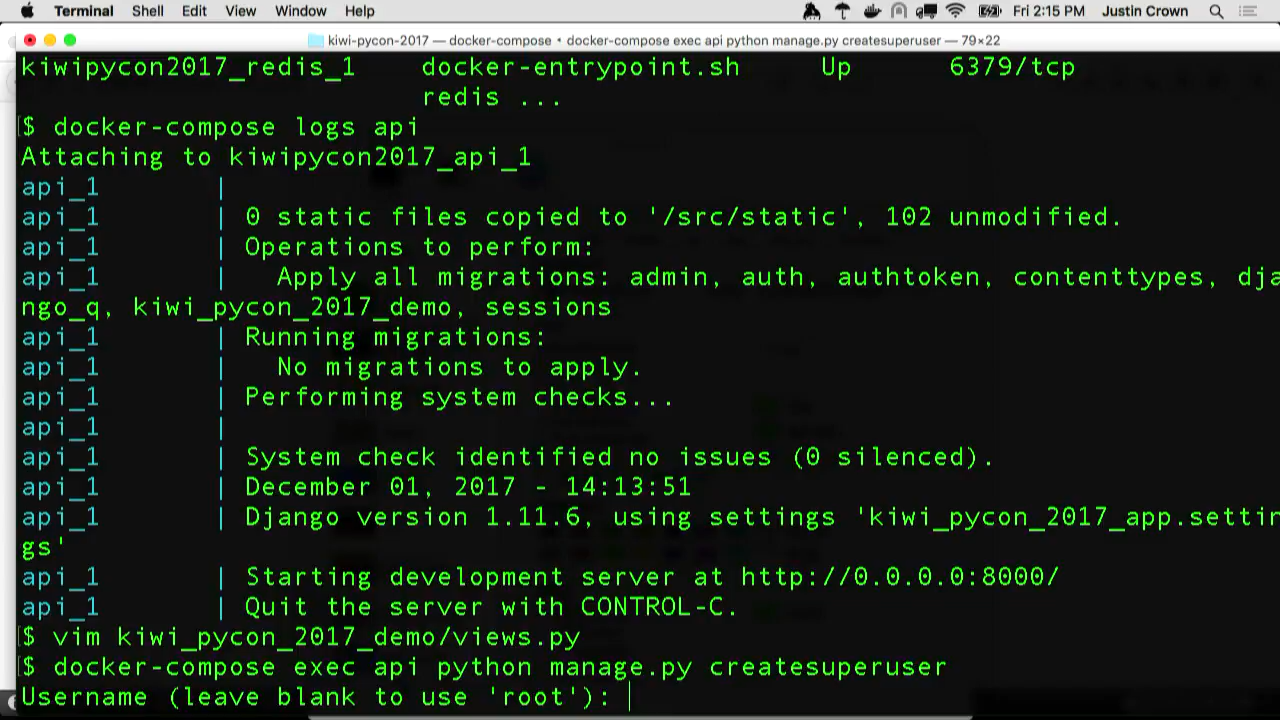 Terminal Shell Edit View Window Help Fri 2:15 PM Justin Crown
kiwi-pycon-2017 — docker-compose • docker-compose exec api python manage.py createsuperuser — 79×22
kiwipycon2017_redis_1 docker-entrypoint.sh Up 6379/tcp
redis ...
[$ docker-compose logs api
Attaching to kiwipycon2017_api_1
api_1 |
api_1 | 0 static files copied to '/src/static', 102 unmodified.
api_1 | Operations to perform:
api_1 | Apply all migrations: admin, auth, authtoken, contenttypes, dja
ngo_q, kiwi_pycon_2017_demo, sessions
api_1 | Running migrations:
api_1 | No migrations to apply.
api_1 | Performing system checks...
api_1 |
api_1 | System check identified no issues (0 silenced).
api_1 | December 01, 2017 - 14:13:51
api_1 | Django version 1.11.6, using settings 'kiwi_pycon_2017_app.settin
gs'
api_1 | Starting development server at http://0.0.0.0:8000/
api_1 | Quit the server with CONTROL-C.
[$ vim kiwi_pycon_2017_demo/views.py
[$ docker-compose exec api python manage.py createsuperuser
Username (leave blank to use 'root'):